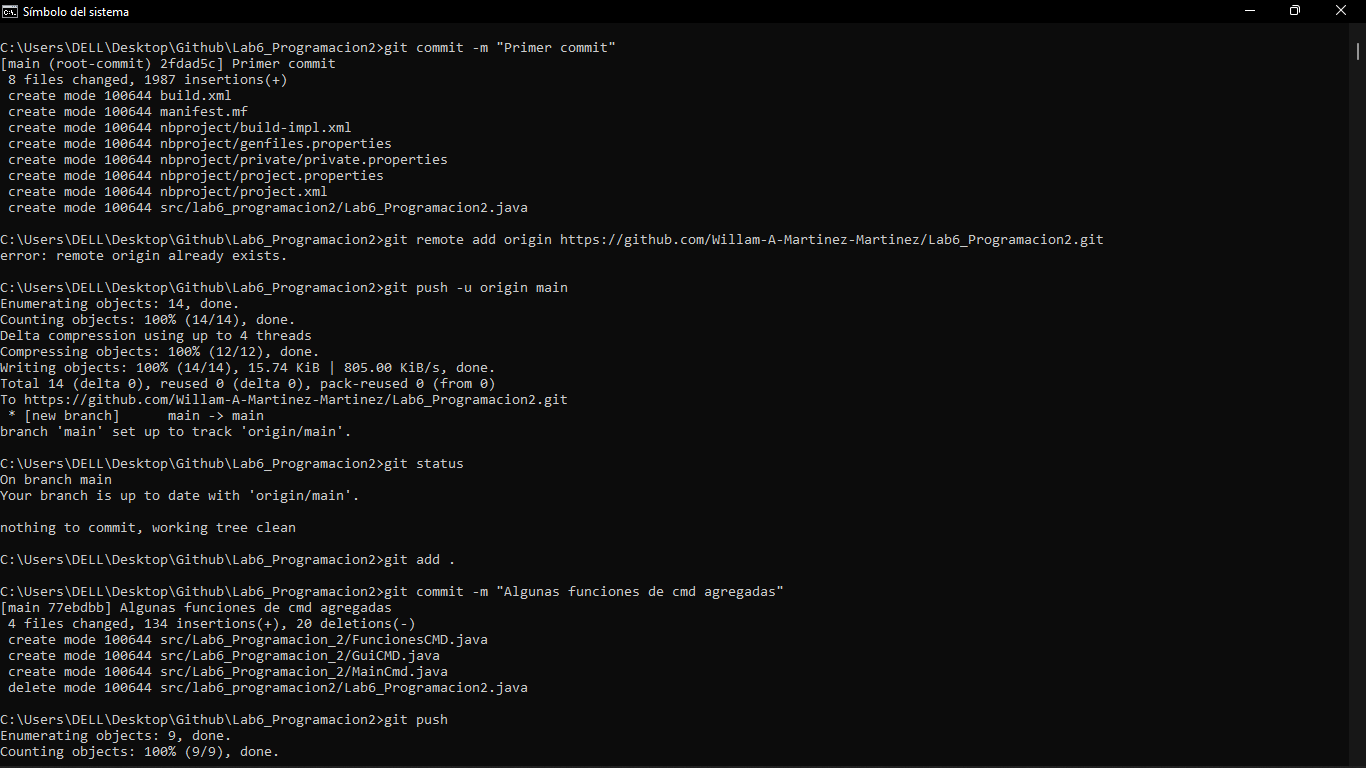 Símbolo del sistema
C:\Users\DELL\Desktop\Github\Lab6_Programacion2>git commit -m "Primer commit"
[main (root-commit) 2fdad5c] Primer commit
 8 files changed, 1987 insertions(+)
 create mode 100644 build.xml
 create mode 100644 manifest.mf
 create mode 100644 nbproject/build-impl.xml
 create mode 100644 nbproject/genfiles.properties
 create mode 100644 nbproject/private/private.properties
 create mode 100644 nbproject/project.properties
 create mode 100644 nbproject/project.xml
 create mode 100644 src/lab6_programacion2/Lab6_Programacion2.java
C:\Users\DELL\Desktop\Github\Lab6_Programacion2>git remote add origin https://github.com/Willam-A-Martinez-Martinez/Lab6_Programacion2.git
error: remote origin already exists.
C:\Users\DELL\Desktop\Github\Lab6_Programacion2>git push -u origin main
Enumerating objects: 14, done.
Counting objects: 100% (14/14), done.
Delta compression using up to 4 threads
Compressing objects: 100% (12/12), done.
Writing objects: 100% (14/14), 15.74 KiB | 805.00 KiB/s, done.
Total 14 (delta 0), reused 0 (delta 0), pack-reused 0 (from 0)
To https://github.com/Willam-A-Martinez-Martinez/Lab6_Programacion2.git
 * [new branch]      main -> main
branch 'main' set up to track 'origin/main'.
C:\Users\DELL\Desktop\Github\Lab6_Programacion2>git status
On branch main
Your branch is up to date with 'origin/main'.
nothing to commit, working tree clean
C:\Users\DELL\Desktop\Github\Lab6_Programacion2>git add .
C:\Users\DELL\Desktop\Github\Lab6_Programacion2>git commit -m "Algunas funciones de cmd agregadas"
[main 77ebdbb] Algunas funciones de cmd agregadas
 4 files changed, 134 insertions(+), 20 deletions(-)
 create mode 100644 src/Lab6_Programacion_2/FuncionesCMD.java
 create mode 100644 src/Lab6_Programacion_2/GuiCMD.java
 create mode 100644 src/Lab6_Programacion_2/MainCmd.java
 delete mode 100644 src/lab6_programacion2/Lab6_Programacion2.java
C:\Users\DELL\Desktop\Github\Lab6_Programacion2>git push
Enumerating objects: 9, done.
Counting objects: 100% (9/9), done.